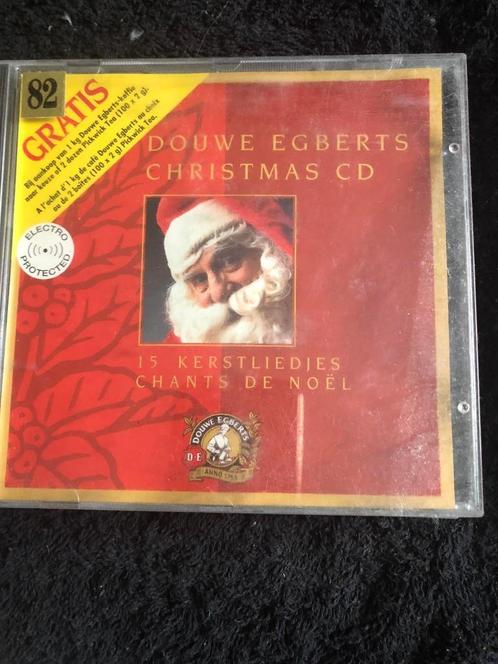 82
GRATIS
Bij aankoop van 1 kg Douwe Egberts-koffie
naar keuze of 2 dozen Pickwick Tea (100 x 2 g).
A l'achat d'1 kg de café Douwe Egberts au choix
ou de 2 boîtes (100 x 2 g) Pickwick Tea.
ELECTRO
PROTECTED
DOUWE EGBERTS
CHRISTMAS CD
15 KERSTLIEDJES
CHANTS DE NOËL
DOUWE EGBERTS
D·E
ANNO 1753